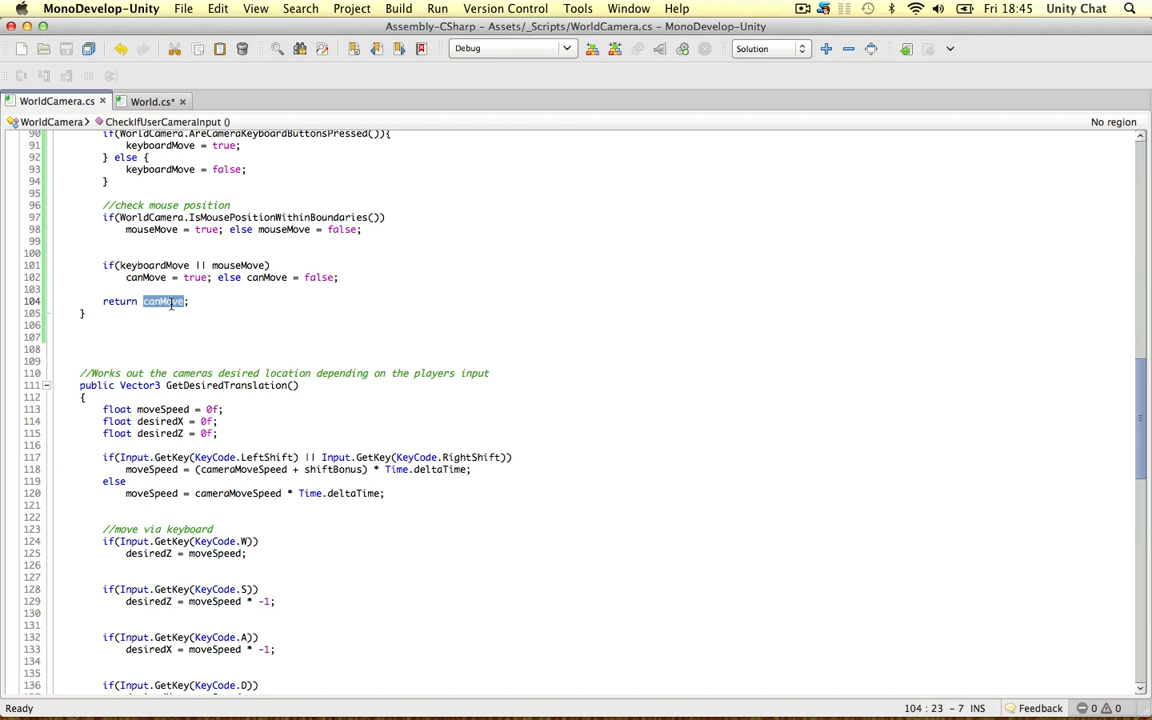 MonoDevelop-Unity File Edit View Search Project Build Run Version Control Tools Window Help Fri 18:45 Unity Chat
Assembly-CSharp - Assets/_Scripts/WorldCamera.cs - MonoDevelop-Unity
Debug Solution
WorldCamera.cs × World.cs* ×
WorldCamera > CheckIfUserCameraInput () No region
90 if(WorldCamera.AreCameraKeyboardButtonsPressed()){
91 keyboardMove = true;
92 } else {
93 keyboardMove = false;
94 }
95
96 //check mouse position
97 if(WorldCamera.IsMousePositionWithinBoundaries())
98 mouseMove = true; else mouseMove = false;
99
100
101 if(keyboardMove || mouseMove)
102 canMove = true; else canMove = false;
103
104 return canMove;
105 }
106
107
108
109
110 //Works out the cameras desired location depending on the players input
111 public Vector3 GetDesiredTranslation()
112 {
113 float moveSpeed = 0f;
114 float desiredX = 0f;
115 float desiredZ = 0f;
116
117 if(Input.GetKey(KeyCode.LeftShift) || Input.GetKey(KeyCode.RightShift))
118 moveSpeed = (cameraMoveSpeed + shiftBonus) * Time.deltaTime;
119 else
120 moveSpeed = cameraMoveSpeed * Time.deltaTime;
121
122
123 //move via keyboard
124 if(Input.GetKey(KeyCode.W))
125 desiredZ = moveSpeed;
126
127
128 if(Input.GetKey(KeyCode.S))
129 desiredZ = moveSpeed * -1;
130
131
132 if(Input.GetKey(KeyCode.A))
133 desiredX = moveSpeed * -1;
134
135
136 if(Input.GetKey(KeyCode.D))
Ready 104 : 23 - 7 INS Feedback 0 0